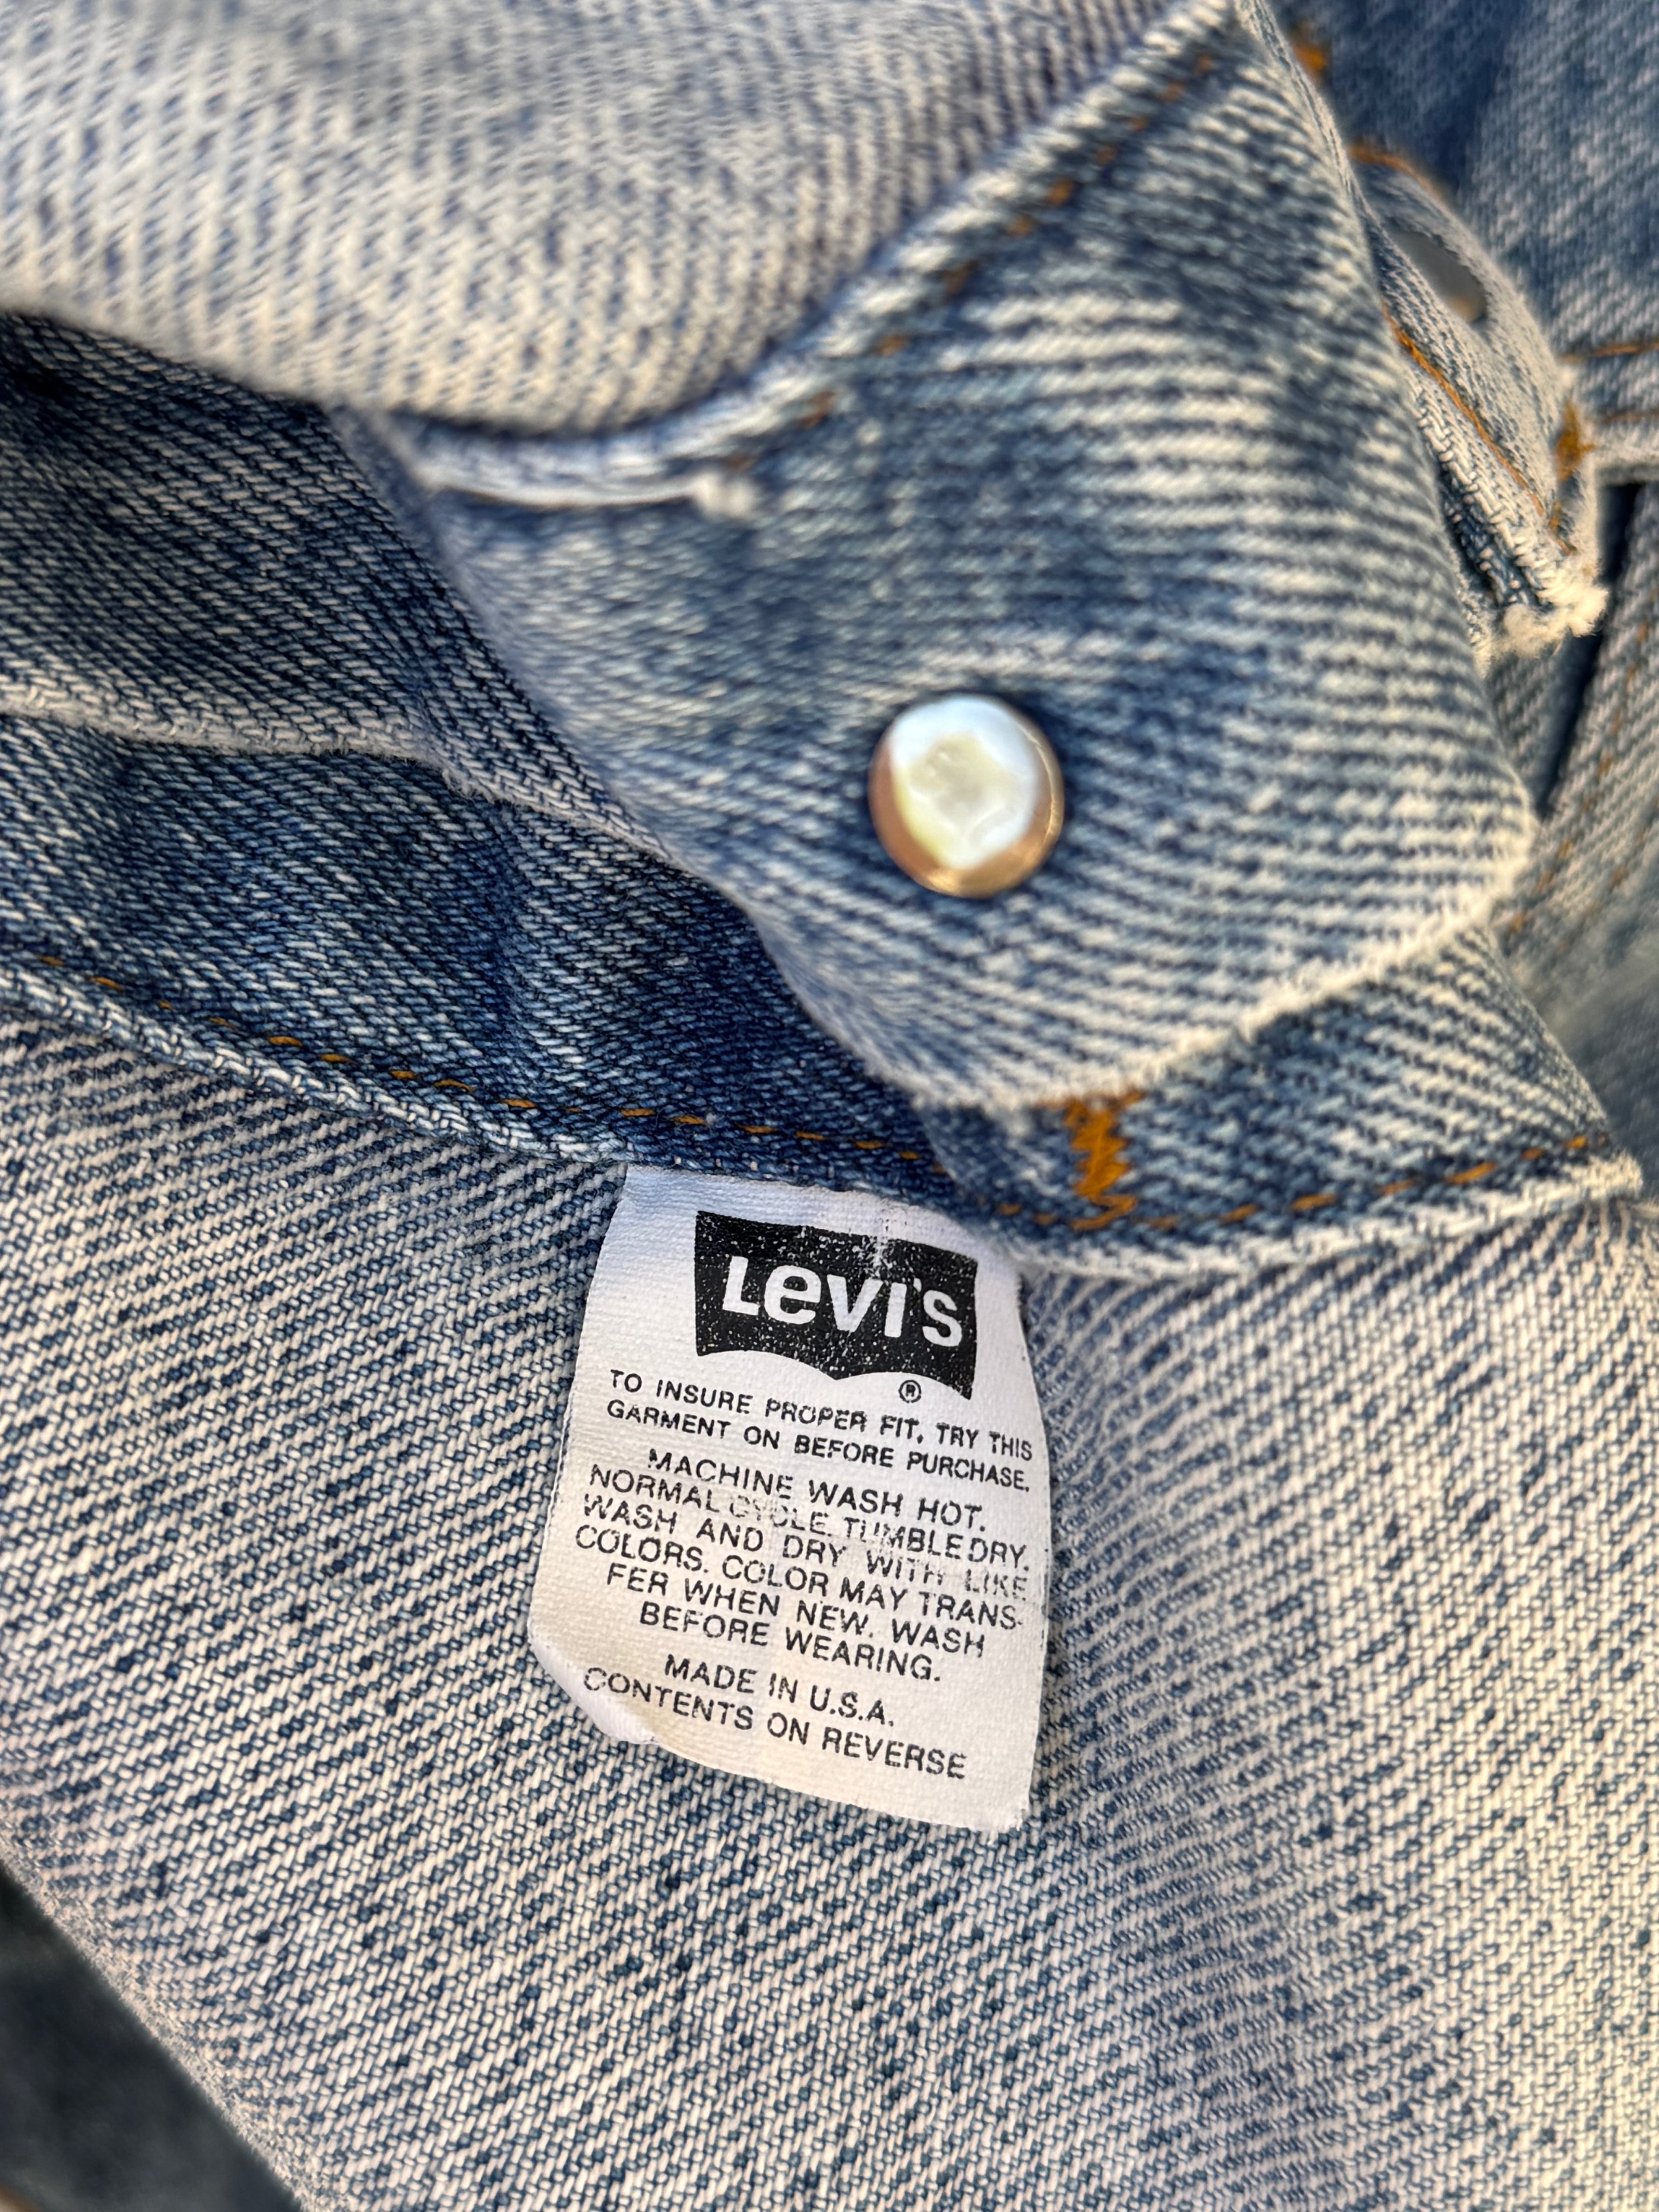 Levi's
®
TO INSURE PROPER FIT, TRY THIS
GARMENT ON BEFORE PURCHASE.
MACHINE WASH HOT.
NORMAL CYCLE. TUMBLE DRY.
WASH AND DRY WITH LIKE
COLORS. COLOR MAY TRANS-
FER WHEN NEW. WASH
BEFORE WEARING.
MADE IN U.S.A.
CONTENTS ON REVERSE